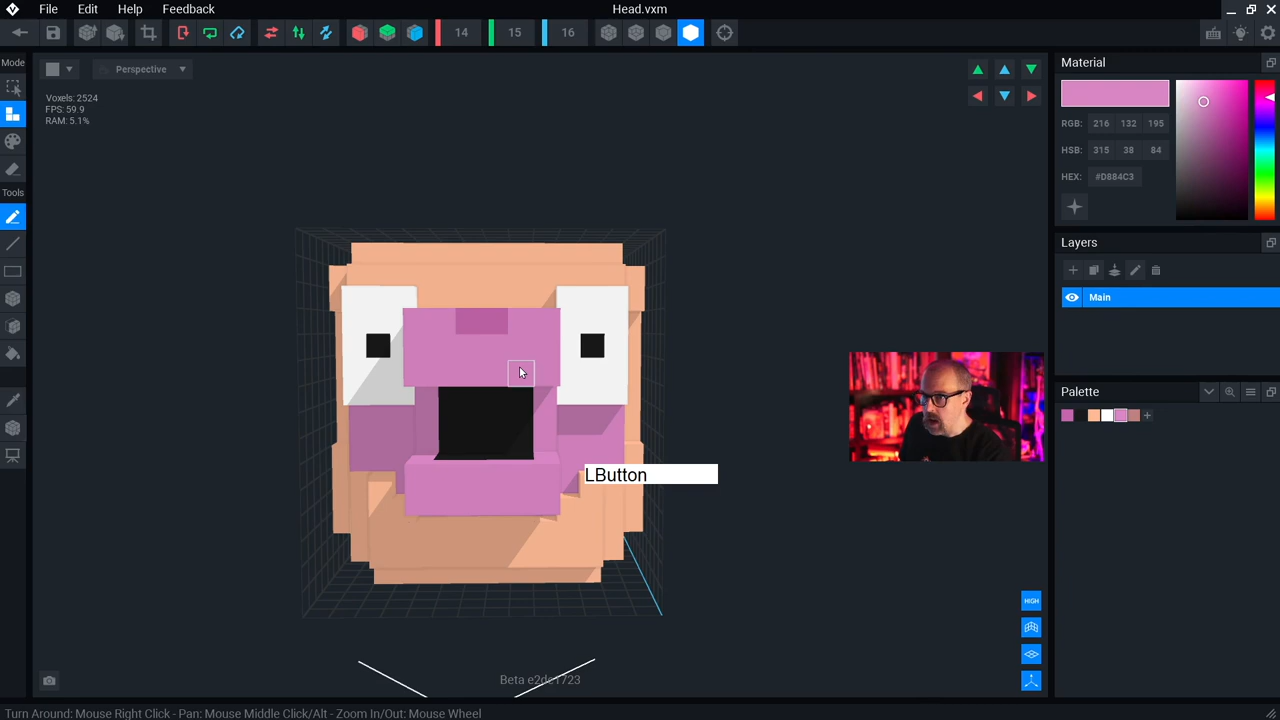 File Edit Help Feedback Head.vxm
14 15 16
Mode
Perspective
Voxels: 2524
FPS: 59.9
RAM: 5.1%
Tools
LButton
Beta e2de1723
HIGH
Material
RGB: 216 132 195
HSB: 315 38 84
HEX: #D884C3
Layers
Main
Palette
Turn Around: Mouse Right Click - Pan: Mouse Middle Click/Alt - Zoom In/Out: Mouse Wheel